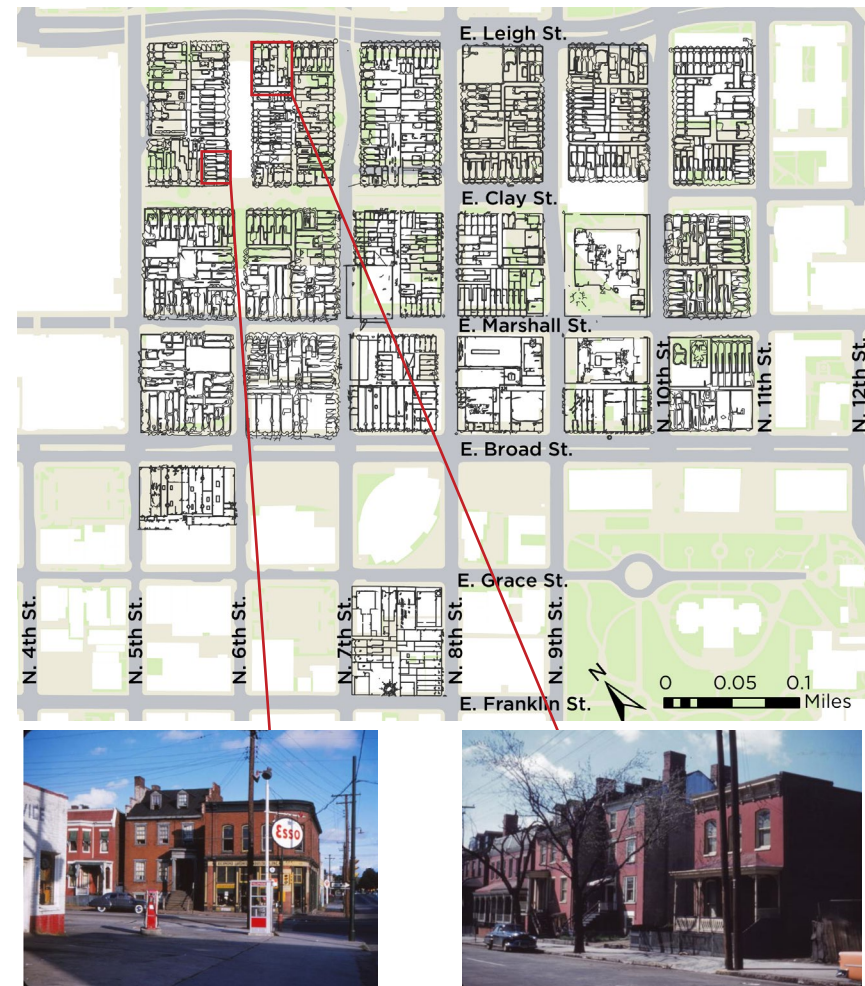 E. Leigh St.
E. Clay St.
E. Marshall St.
N. 10th St.
N. 11th St.
N. 12th St.
E. Broad St.
E. Grace St.
N. 4th St.
N. 5th St.
N. 6th St.
N. 7th St.
N. 8th St.
N. 9th St.
N
0 0.05 0.1
Miles
E. Franklin St.
VICE
Esso